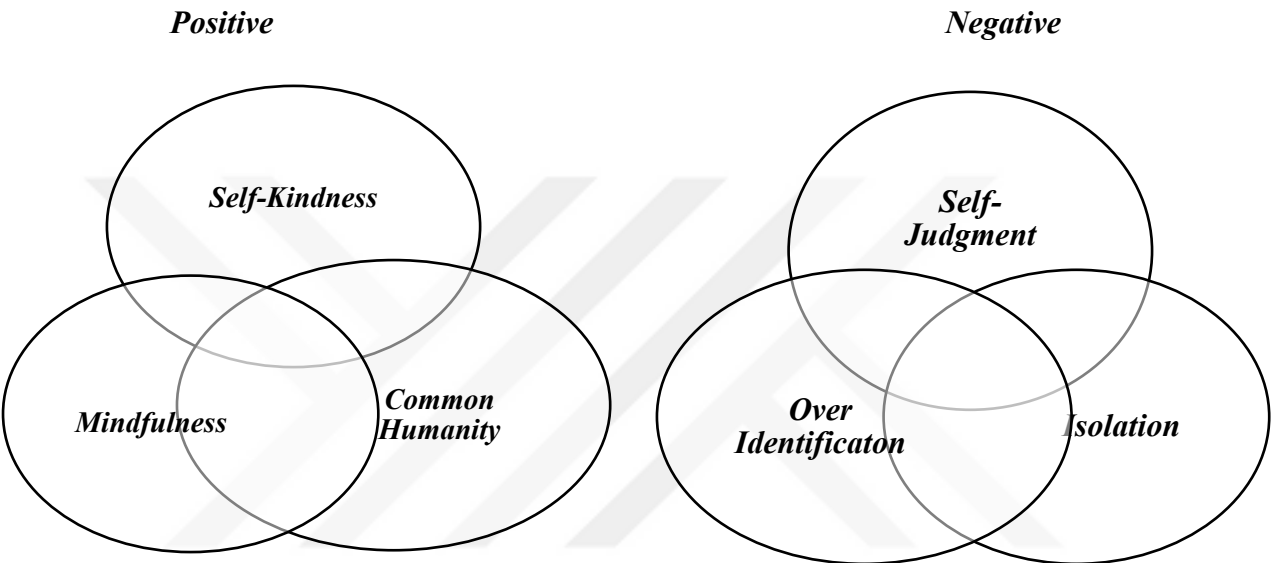 Positive
Negative
Self-Kindness
Mindfulness
Common
Humanity
Self-
Judgment
Over
Identificaton
Isolation